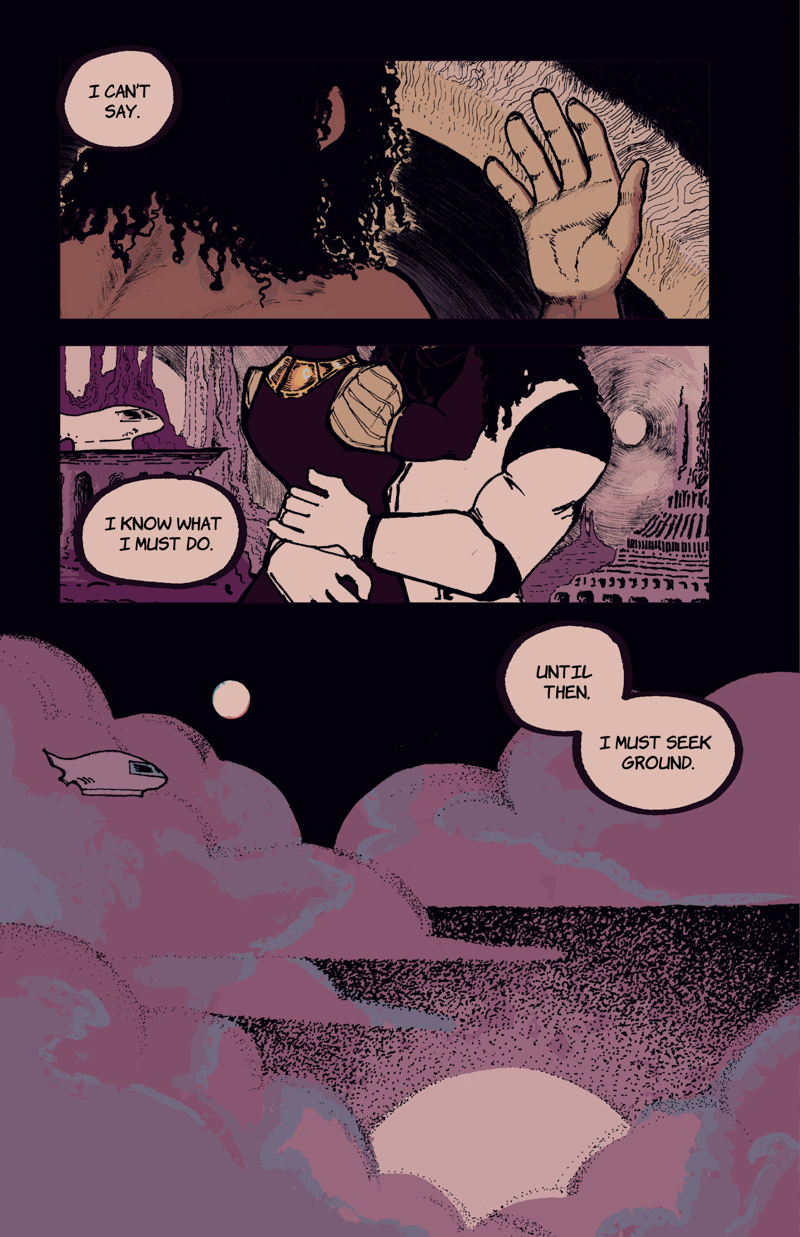 I CAN'T
SAY.
I KNOW WHAT
I MUST DO.
UNTIL
THEN,
I MUST SEEK
GROUND.